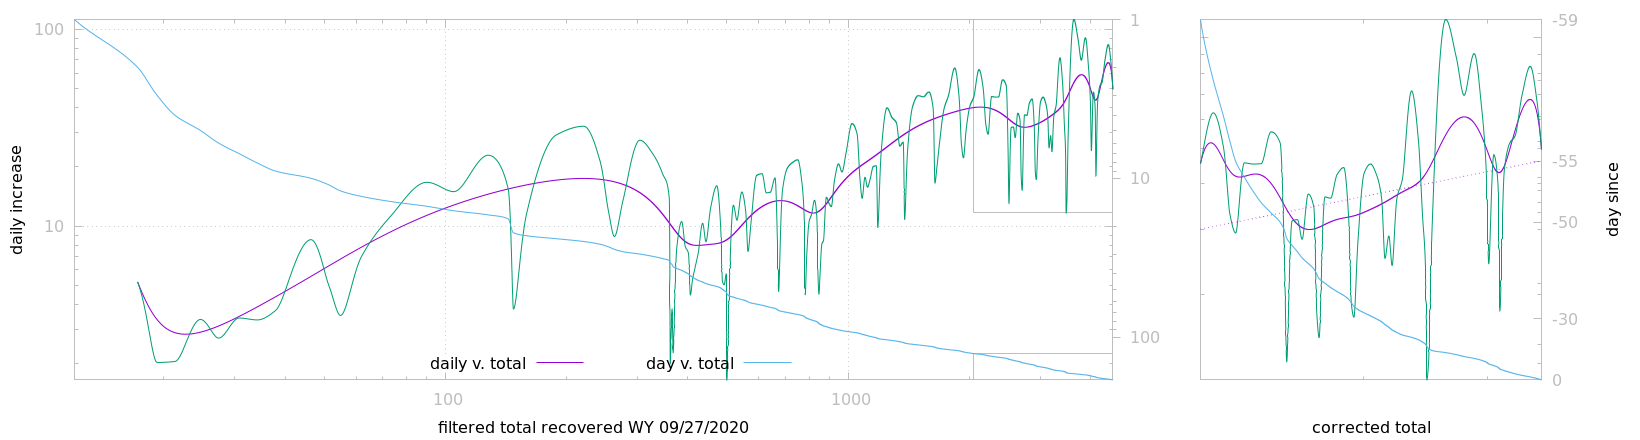 100
10
daily increase
1
10
100
daily v. total
day v. total
100
1000
filtered total recovered WY 09/27/2020
-59
-55
-50
-30
0
day since
corrected total